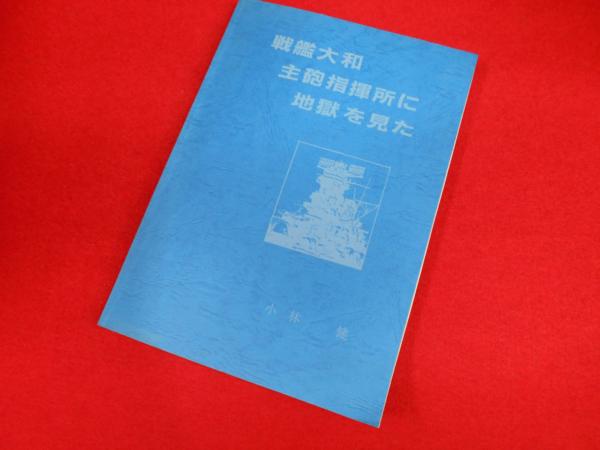 戦艦大和
主砲指揮所に
地獄を見た
小林 健